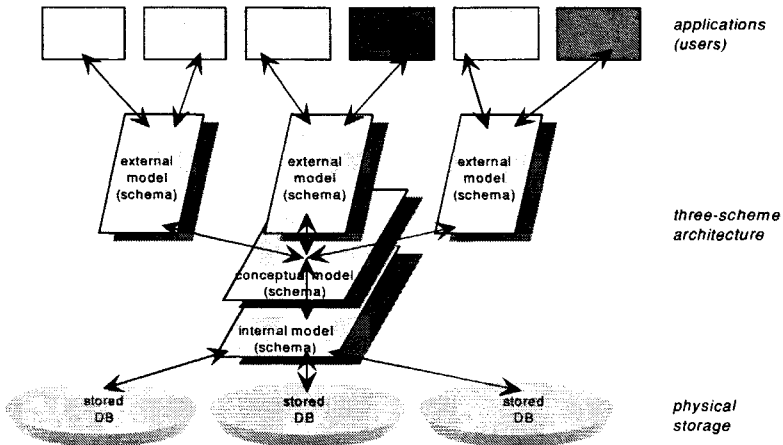 applications
(users)
external
model
(schema)
external
model
(schema)
external
model
(schema)
three-scheme
architecture
conceptual model
(schema)
internal model
(schema)
stored
DB
stored
DB
stored
DB
physical
storage